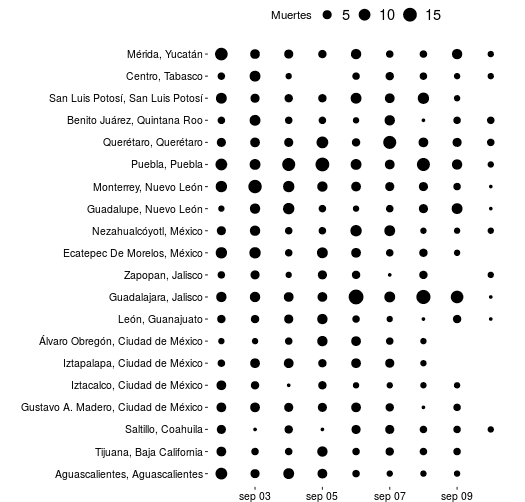 Muertes 5 10 15
Mérida, Yucatán
Centro, Tabasco
San Luis Potosí, San Luis Potosí
Benito Juárez, Quintana Roo
Querétaro, Querétaro
Puebla, Puebla
Monterrey, Nuevo León
Guadalupe, Nuevo León
Nezahualcóyotl, México
Ecatepec De Morelos, México
Zapopan, Jalisco
Guadalajara, Jalisco
León, Guanajuato
Álvaro Obregón, Ciudad de México
Iztapalapa, Ciudad de México
Iztacalco, Ciudad de México
Gustavo A. Madero, Ciudad de México
Saltillo, Coahuila
Tijuana, Baja California
Aguascalientes, Aguascalientes
sep 03 sep 05 sep 07 sep 09